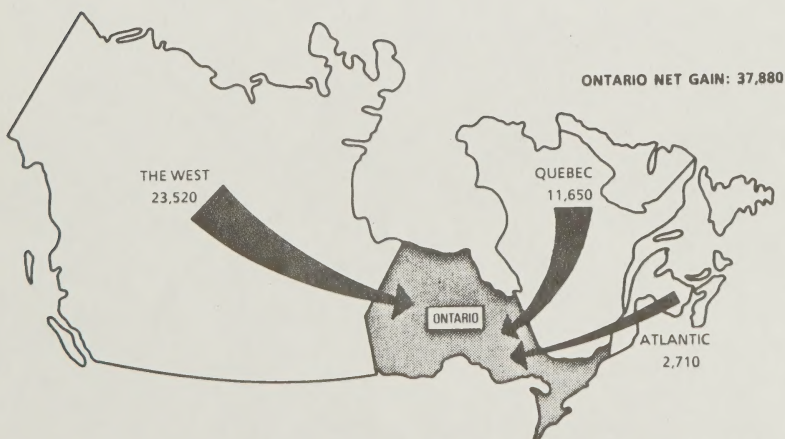 ONTARIO NET GAIN: 37,880
THE WEST
23,520
QUEBEC
11,650
ONTARIO
ATLANTIC
2,710